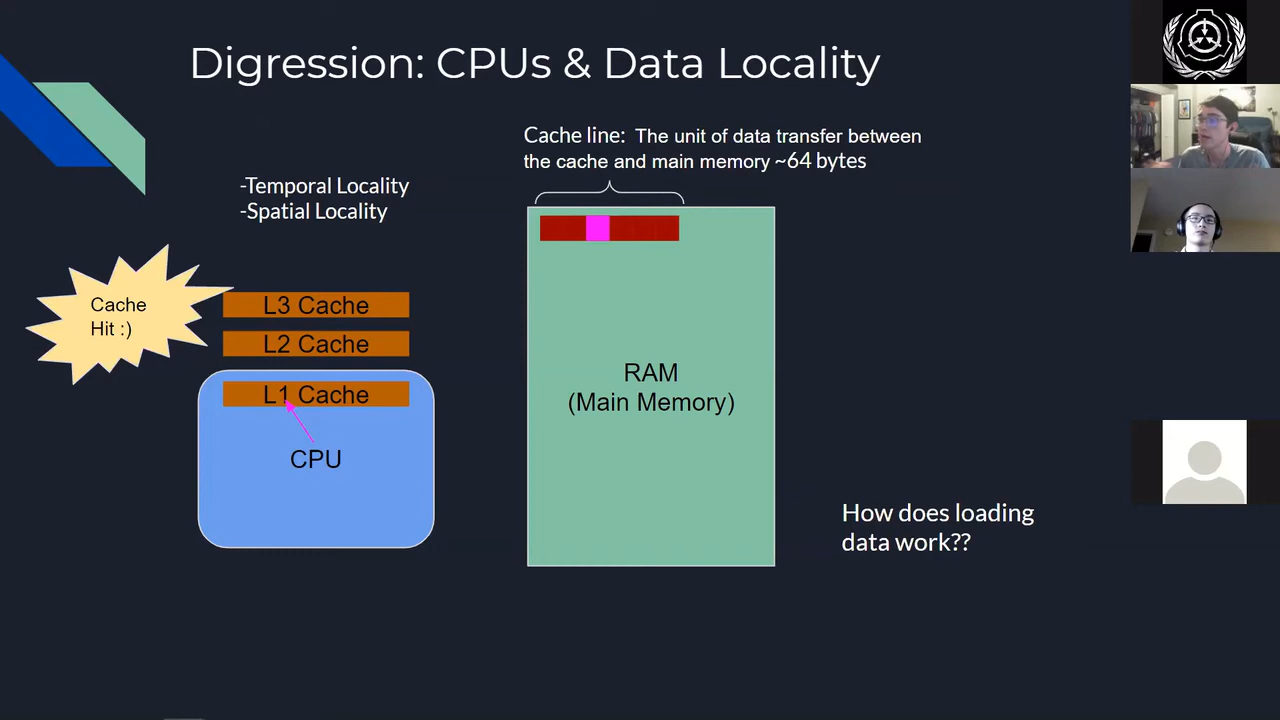 Digression: CPUs & Data Locality
Cache line: The unit of data transfer between
the cache and main memory ~64 bytes
-Temporal Locality
-Spatial Locality
Cache
Hit :)
L3 Cache
L2 Cache
L1 Cache
CPU
RAM
(Main Memory)
How does loading
data work??